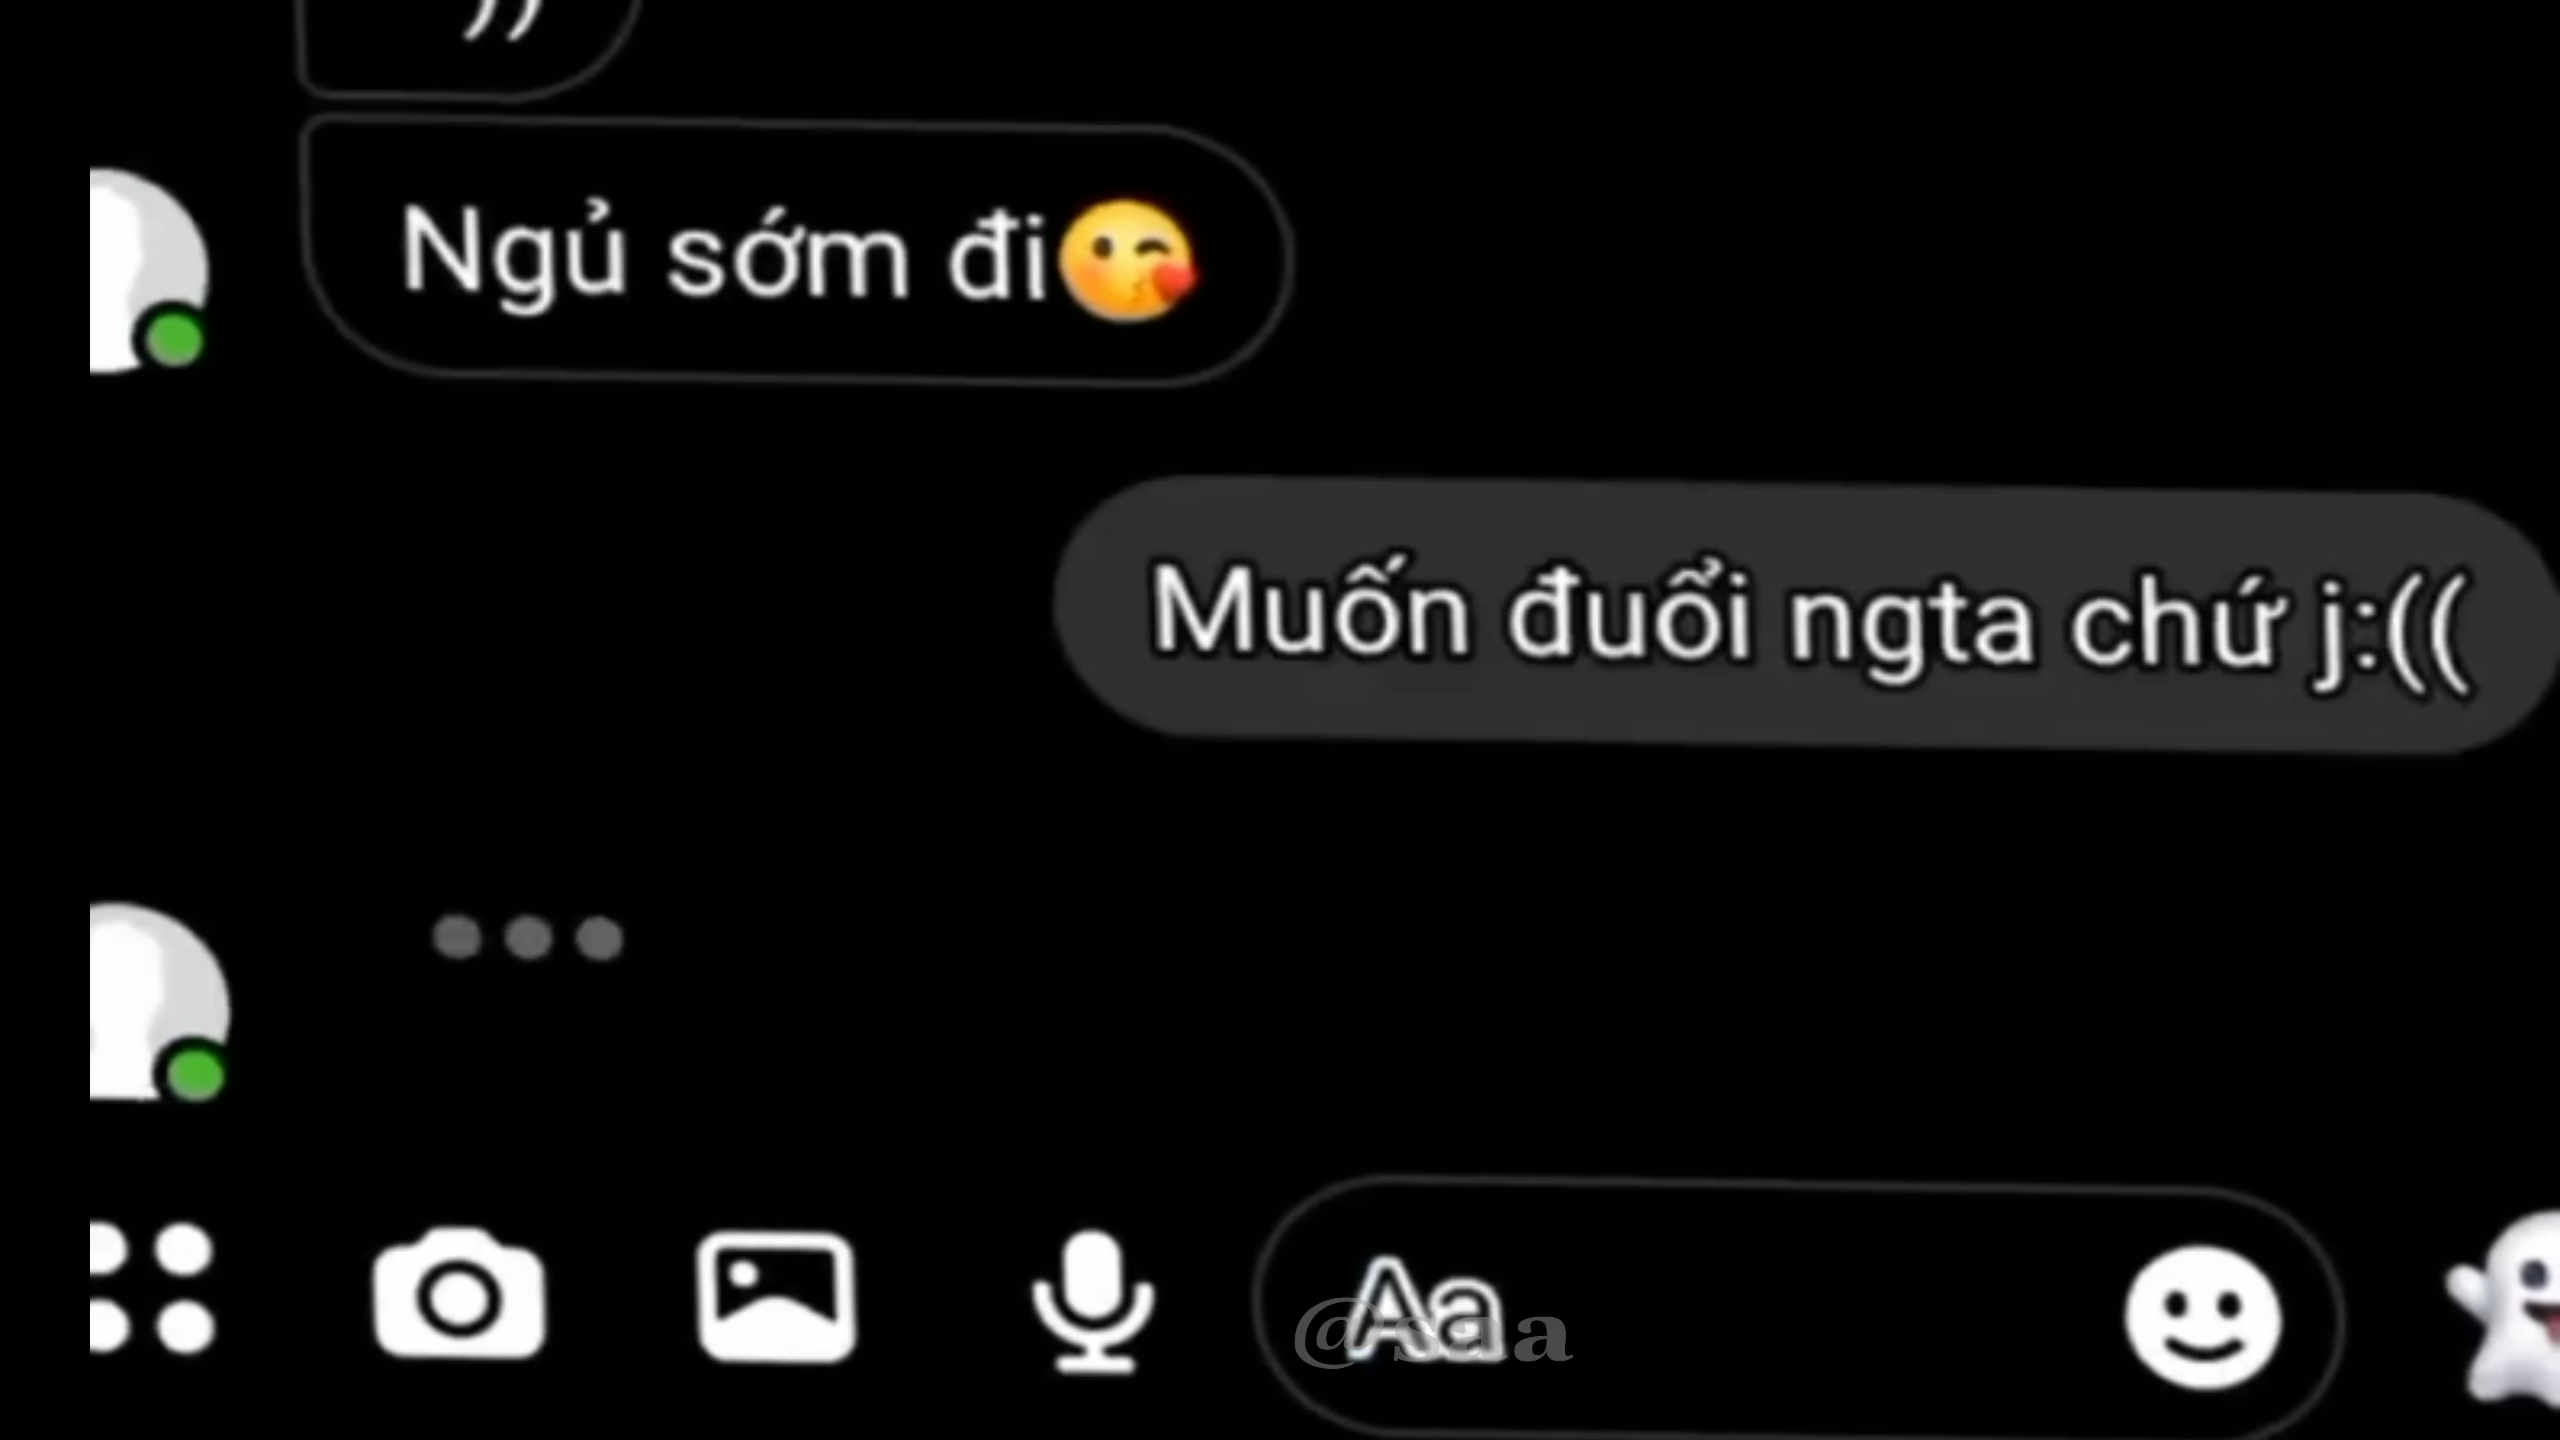 ))
Ngủ sớm đi😘
Muốn đuổi ngta chứ j:((
Aa
@saa